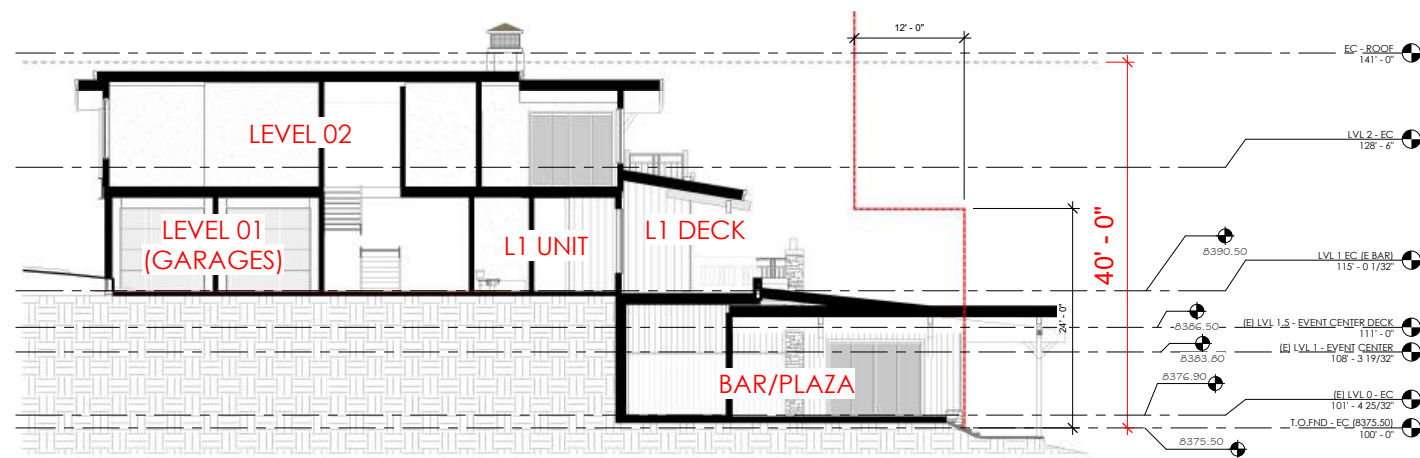 12' - 0"
EC - ROOF
141' - 0"
LEVEL 02
LVL 2 - EC
128' - 6"
LEVEL 01
(GARAGES)
L1 UNIT
L1 DECK
40' - 0"
8390.50
LVL 1 EC (E BAR)
115' - 0 1/32"
24' - 0"
8386.50
(E) LVL 1.5 - EVENT CENTER DECK
111' - 0"
(E) LVL 1 - EVENT CENTER
108' - 3 19/32"
8383.80
BAR/PLAZA
8376.90
(E) LVL 0 - EC
101' - 4 25/32"
T.O.FND - EC (8375.50)
100' - 0"
8375.50